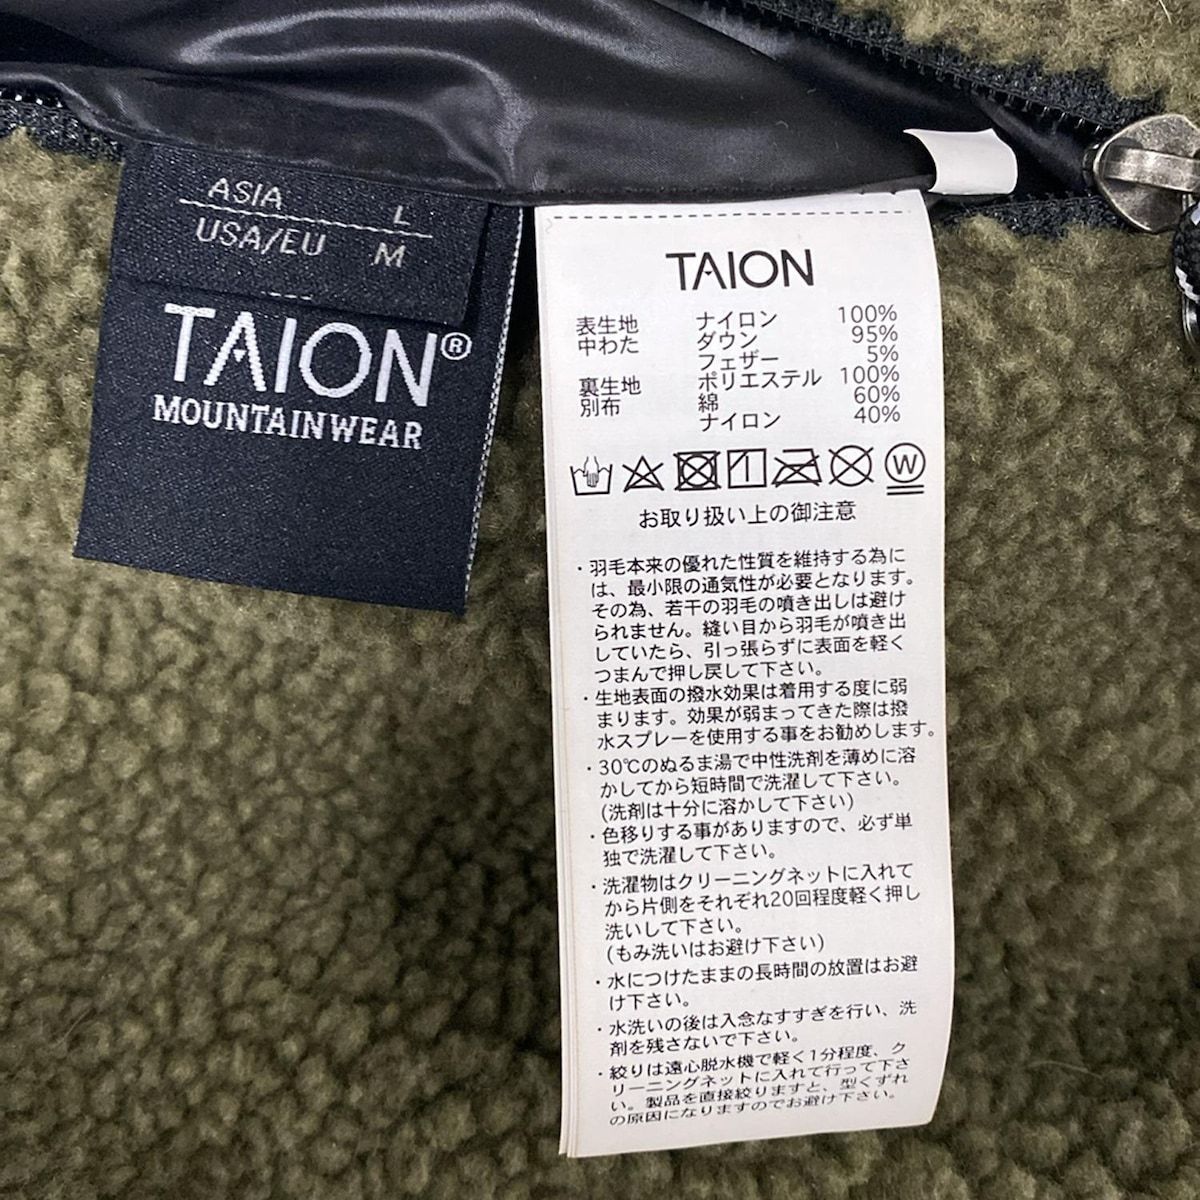 ASIA L
USA/EU M
TAION®
MOUNTAINWEAR
TAION
表生地 ナイロン 100%
中わた ダウン 95%
フェザー 5%
裏生地 ポリエステル 100%
別布 綿 60%
ナイロン 40%
W
お取り扱い上の御注意
・羽毛本来の優れた性質を維持する為に
は、最小限の通気性が必要となります。
その為、若干の羽毛の噴き出しは避け
られません。縫い目から羽毛が噴き出
していたら、引っ張らずに表面を軽く
つまんで押し戻して下さい。
・生地表面の撥水効果は着用する度に弱
まります。効果が弱まってきた際は撥
水スプレーを使用する事をお勧めします。
・30℃のぬるま湯で中性洗剤を薄めに溶
かしてから短時間で洗濯して下さい。
(洗剤は十分に溶かして下さい)
・色移りする事がありますので、必ず単
独で洗濯して下さい。
・洗濯物はクリーニングネットに入れて
から片側をそれぞれ20回程度軽く押し
洗いして下さい。
(もみ洗いはお避け下さい)
・水につけたままの長時間の放置はお避
け下さい。
・水洗いの後は入念なすすぎを行い、洗
剤を残さないで下さい。
・絞りは遠心脱水機で軽く1分程度、ク
リーニングネットに入れて行って下さ
い。製品を直接絞りますと、型くずれ
の原因になりますのでお避け下さい。